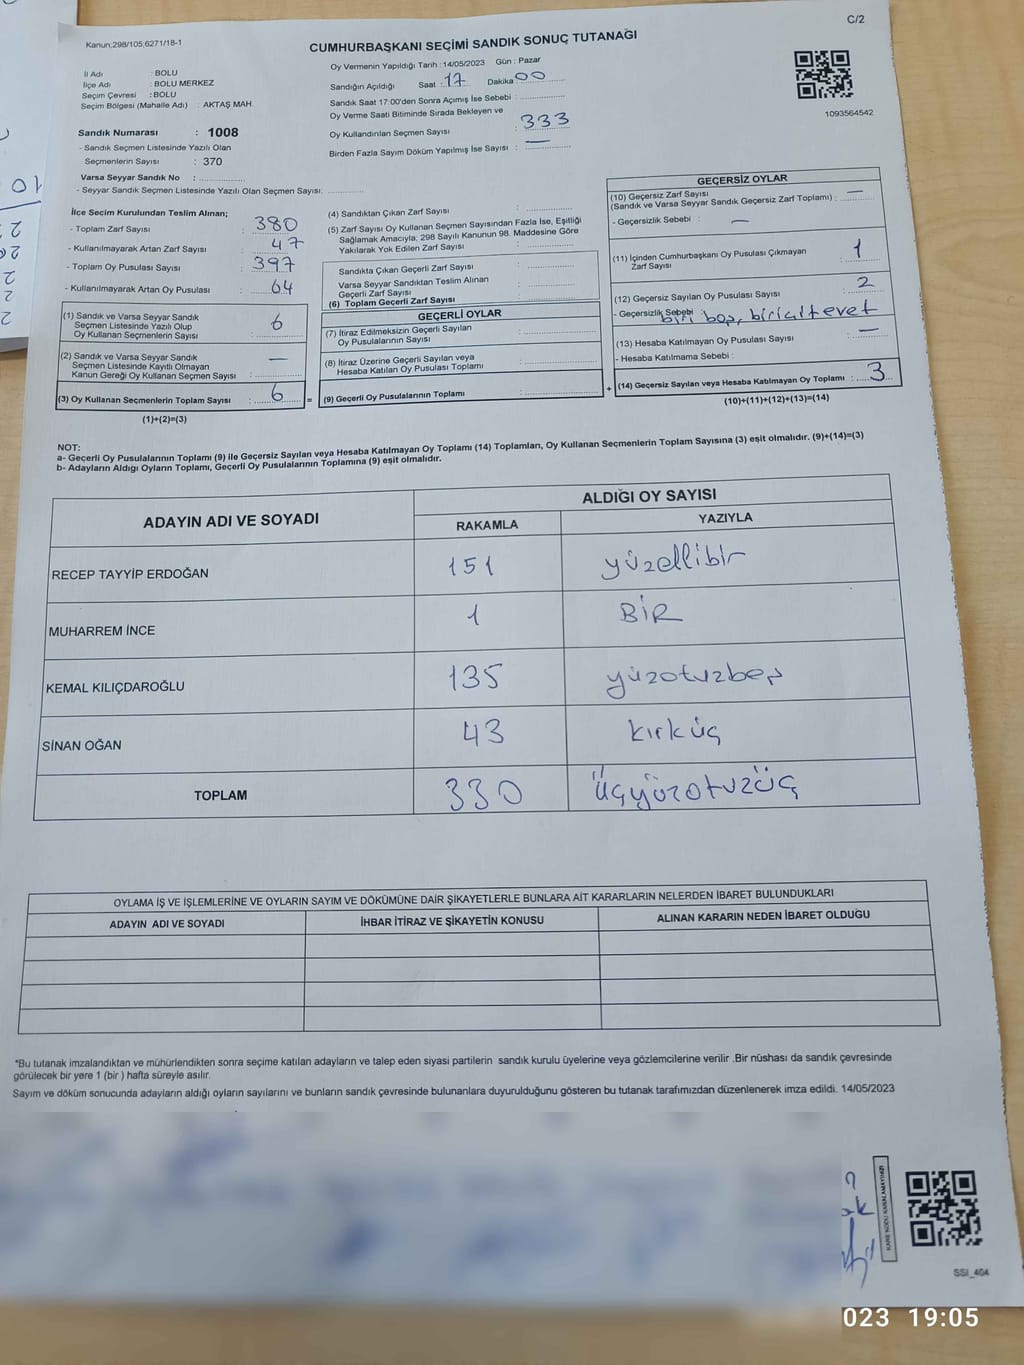 C/2
Kanun,298/105,6271/18-1
CUMHURBAŞKANI SEÇİMİ SANDIK SONUÇ TUTANAĞI
İl Adı : BOLU
İlçe Adı : BOLU MERKEZ
Seçim Çevresi : BOLU
Seçim Bölgesi (Mahalle Adı) : AKTAŞ MAH.
Sandık Numarası : 1008
- Sandık Seçmen Listesinde Yazılı Olan
Seçmenlerin Sayısı : 370
Varsa Seyyar Sandık No :
- Seyyar Sandık Seçmen Listesinde Yazılı Olan Seçmen Sayısı:
Oy Vermenin Yapıldığı Tarih :14/05/2023 Gün : Pazar
Sandığın Açıldığı Saat : 17 Dakika 00
Sandık Saat 17:00'den Sonra Açımış İse Sebebi :
Oy Verme Saati Bitiminde Sırada Bekleyen ve
Oy Kullandırılan Seçmen Sayısı : 333
Birden Fazla Sayım Döküm Yapılmış İse Sayısı : —
1093564542
İlçe Secim Kurulundan Teslim Alınan;
- Toplam Zarf Sayısı : 380
- Kullanılmayarak Artan Zarf Sayısı : 47
- Toplam Oy Pusulası Sayısı : 397
- Kullanılmayarak Artan Oy Pusulası : 64
(1) Sandık ve Varsa Seyyar Sandık
Seçmen Listesinde Yazılı Olup
Oy Kullanan Seçmenlerin Sayısı : 6
(2) Sandık ve Varsa Seyyar Sandık
Seçmen Listesinde Kayıtlı Olmayan
Kanun Gereği Oy Kullanan Seçmen Sayısı : —
(3) Oy Kullanan Seçmenlerin Toplam Sayısı : 6 =
(1)+(2)=(3)
(4) Sandıktan Çıkan Zarf Sayısı :
(5) Zarf Sayısı Oy Kullanan Seçmen Sayısından Fazla İse, Eşitliği
Sağlamak Amacıyla; 298 Sayılı Kanunun 98. Maddesine Göre
Yakılarak Yok Edilen Zarf Sayısı :
Sandıkta Çıkan Geçerli Zarf Sayısı :
Varsa Seyyar Sandıktan Teslim Alınan
Geçerli Zarf Sayısı :
(6) Toplam Geçerli Zarf Sayısı :
GEÇERLİ OYLAR
(7) İtiraz Edilmeksizin Geçerli Sayılan
Oy Pusulalarının Sayısı :
(8) İtiraz Üzerine Geçerli Sayılan veya
Hesaba Katılan Oy Pusulası Toplamı :
(9) Geçerli Oy Pusulalarının Toplamı : +
GEÇERSİZ OYLAR
(10) Geçersiz Zarf Sayısı
(Sandık ve Varsa Seyyar Sandık Geçersiz Zarf Toplamı) : —
- Geçersizlik Sebebi : —
(11) İçinden Cumhurbaşkanı Oy Pusulası Çıkmayan
Zarf Sayısı : 1
(12) Geçersiz Sayılan Oy Pusulası Sayısı : 2
- Geçersizlik Sebebi biri boş, biri
(13) Hesaba Katılmayan Oy Pusulası Sayısı : —
- Hesaba Katılmama Sebebi :
(14) Geçersiz Sayılan veya Hesaba Katılmayan Oy Toplamı : 3
(10)+(11)+(12)+(13)=(14)
NOT:
a- Gecerli Oy Pusulalarının Toplamı (9) ile Geçersiz Sayılan veya Hesaba Katılmayan Oy Toplamı (14) Toplamları, Oy Kullanan Seçmenlerin Toplam Sayısına (3) eşit olmalıdır. (9)+(14)=(3)
b- Adayların Aldığı Oyların Toplamı, Geçerli Oy Pusulalarının Toplamına (9) eşit olmalıdır.
ADAYIN ADI VE SOYADI
ALDIĞI OY SAYISI
RAKAMLA YAZIYLA
RECEP TAYYİP ERDOĞAN 151 yüzellibir
MUHARREM İNCE 1 BİR
KEMAL KILIÇDAROĞLU 135 yüzotuzbeş
SİNAN OĞAN 43 kırküç
TOPLAM 330 Üçyüzotuzüç
OYLAMA İŞ VE İŞLEMLERİNE VE OYLARIN SAYIM VE DÖKÜMÜNE DAİR ŞİKAYETLERLE BUNLARA AİT KARARLARIN NELERDEN İBARET BULUNDUKLARI
ADAYIN ADI VE SOYADI İHBAR İTİRAZ VE ŞİKAYETİN KONUSU ALINAN KARARIN NEDEN İBARET OLDUĞU
*Bu tutanak imzalandıktan ve mühürlendikten sonra seçime katılan adayların ve talep eden siyasi partilerin sandık kurulu üyelerine veya gözlemcilerine verilir .Bir nüshası da sandık çevresinde
görülecek bir yere 1 (bir ) hafta süreyle asılır.
Sayım ve döküm sonucunda adayların aldığı oyların sayılarını ve bunların sandık çevresinde bulunanlara duyurulduğunu gösteren bu tutanak tarafımızdan düzenlenerek imza edildi. 14/05/2023
KARE KODU KARALAMAYINIZ!
SSI_404
023 19:05